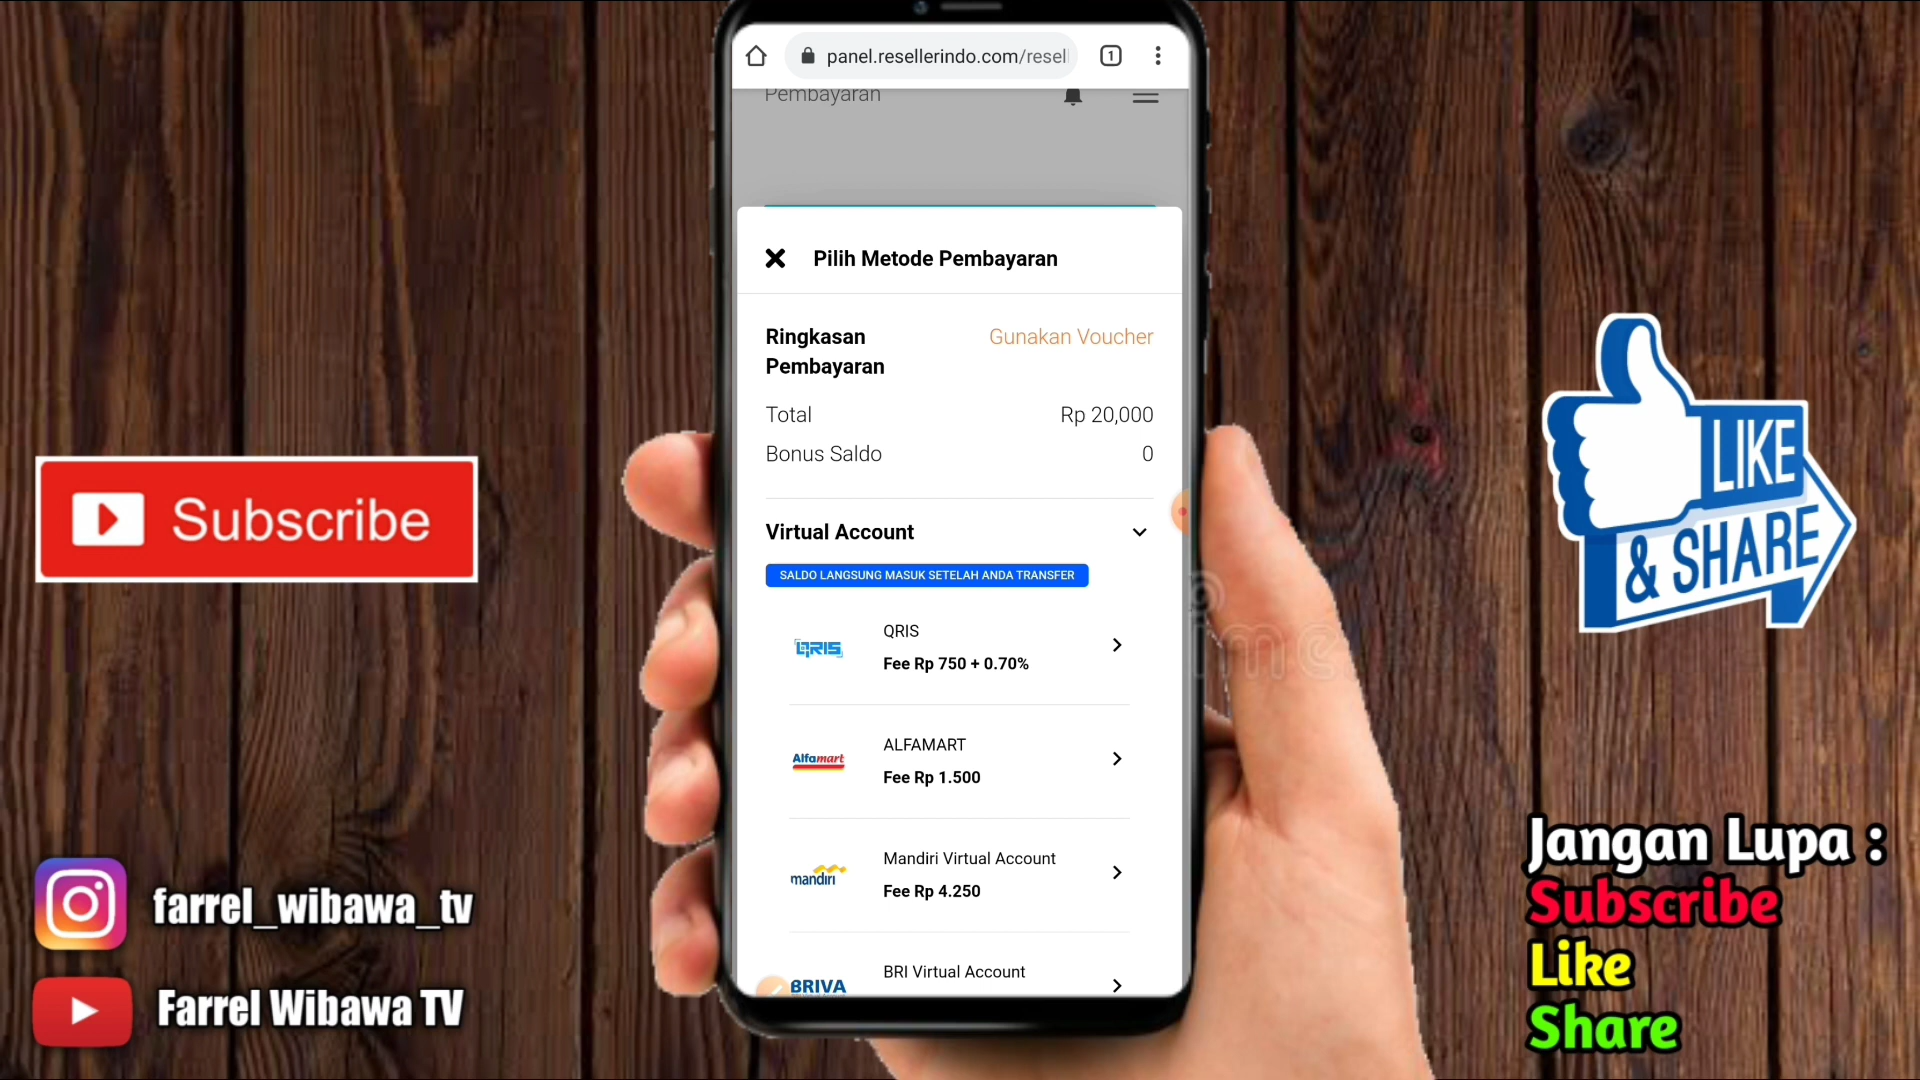 panel.resellerindo.com/resel
1
Pembayaran
Pilih Metode Pembayaran
Ringkasan
Pembayaran
Gunakan Voucher
Total
Rp 20,000
Bonus Saldo
0
Virtual Account
SALDO LANGSUNG MASUK SETELAH ANDA TRANSFER
QRIS
QRIS
Fee Rp 750 + 0.70%
Alfamart
ALFAMART
Fee Rp 1.500
mandiri
Mandiri Virtual Account
Fee Rp 4.250
BRIVA
BRI Virtual Account
Subscribe
farrel_wibawa_tv
Farrel Wibawa TV
LIKE
& SHARE
Jangan Lupa :
Subscribe
Like
Share